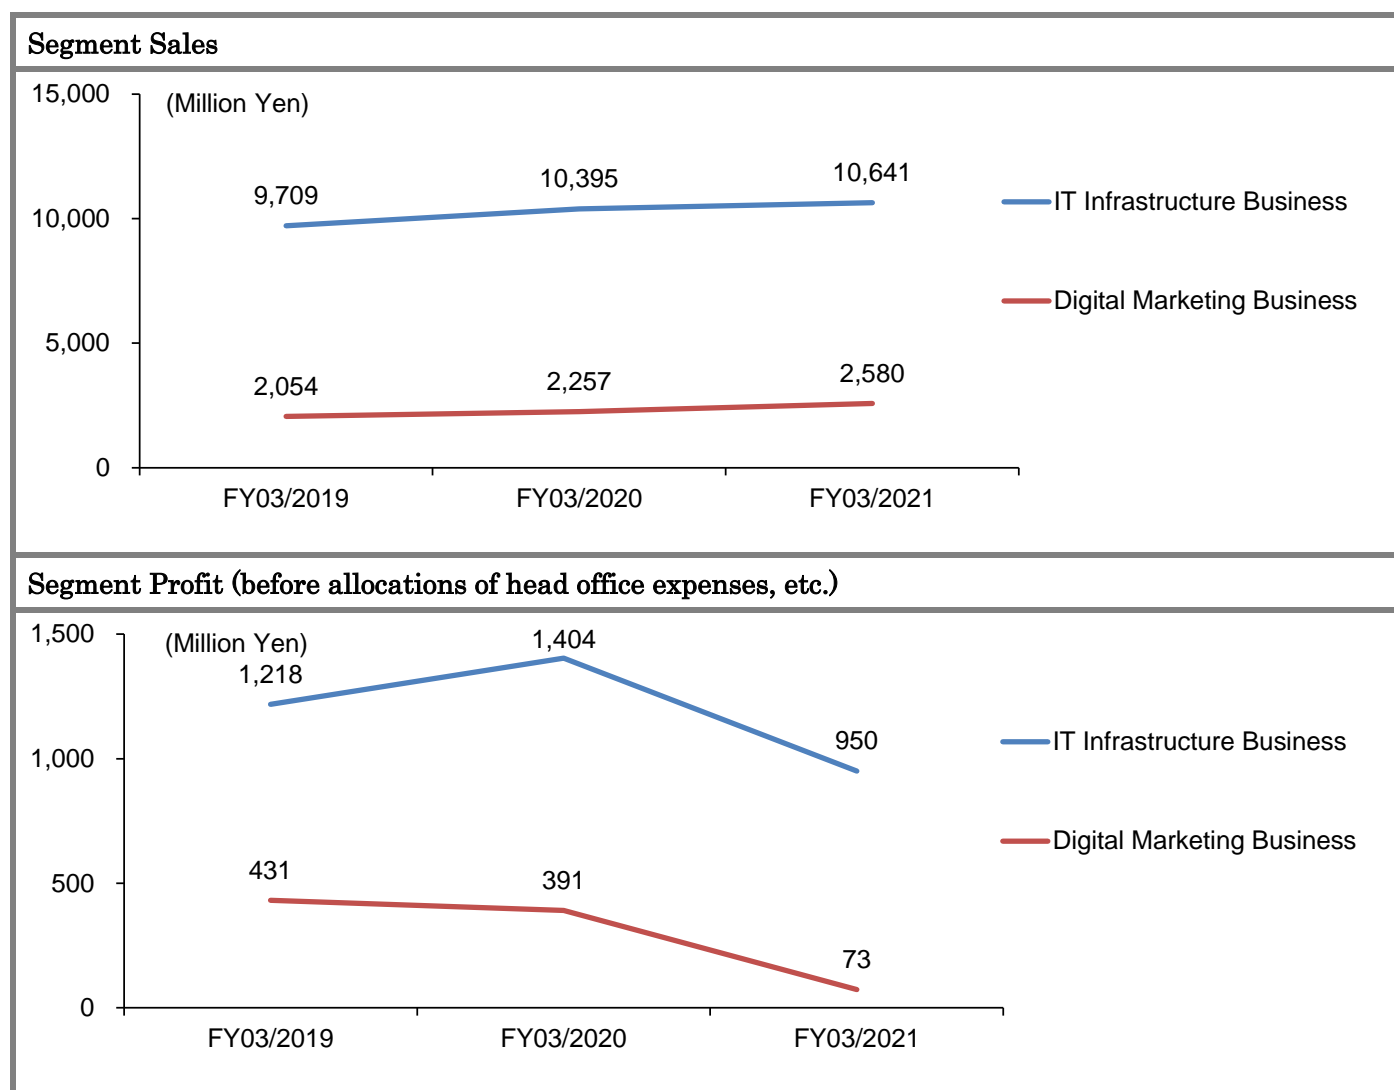 Segment Sales
(Million Yen)
15,000
10,000
5,000
0
9,709
10,395
10,641
2,054
2,257
2,580
FY03/2019
FY03/2020
FY03/2021
IT Infrastructure Business
Digital Marketing Business
Segment Profit (before allocations of head office expenses, etc.)
(Million Yen)
1,500
1,000
500
0
1,218
1,404
950
431
391
73
FY03/2019
FY03/2020
FY03/2021
IT Infrastructure Business
Digital Marketing Business